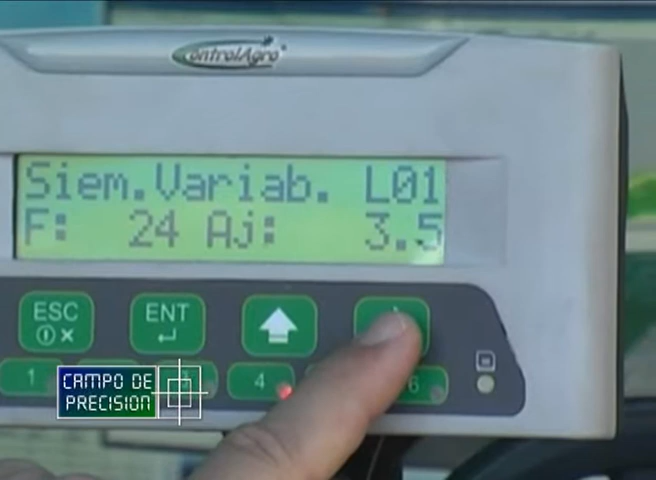 ControlAgro
Siem.Variab. L01
F: 24 Aj: 3.5
ESC
ENT
1
4
6
CAMPO DE
PRECISION